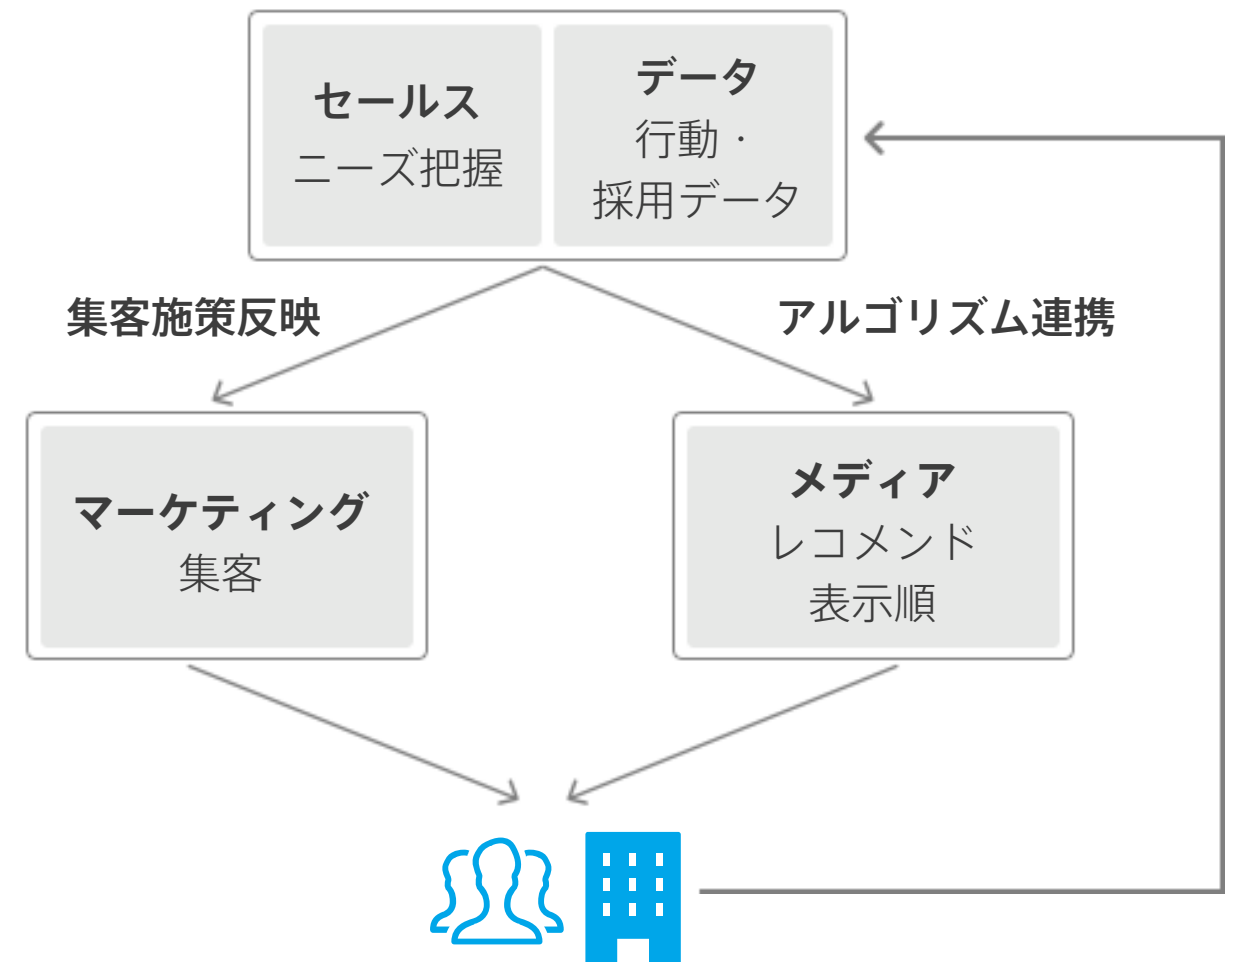 セールス
ニーズ把握
データ
行動・
採用データ
集客施策反映
アルゴリズム連携
マーケティング
集客
メディア
レコメンド
表示順